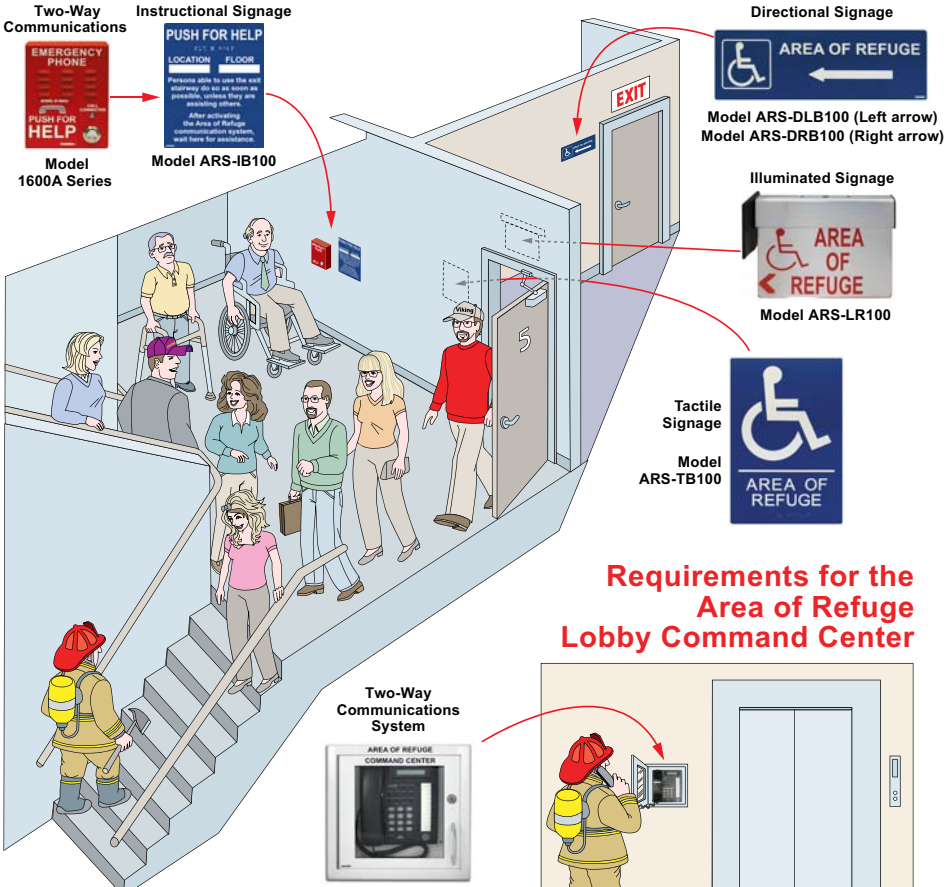 Two-Way
Communications
EMERGENCY
PHONE
PUSH FOR
HELP
Model
1600A Series
Instructional Signage
PUSH FOR HELP
LOCATION FLOOR
Persons able to use the exit
stairway do so as soon as
possible, unless they are
assisting others.
After activating
the Area of Refuge
communication system,
wait here for assistance.
Model ARS-IB100
Directional Signage
AREA OF REFUGE
Model ARS-DLB100 (Left arrow)
Model ARS-DRB100 (Right arrow)
EXIT
Illuminated Signage
AREA
OF
REFUGE
Model ARS-LR100
Viking
5
Tactile
Signage
Model
ARS-TB100
AREA OF
REFUGE
Requirements for the
Area of Refuge
Lobby Command Center
Two-Way
Communications
System
AREA OF REFUGE
COMMAND CENTER